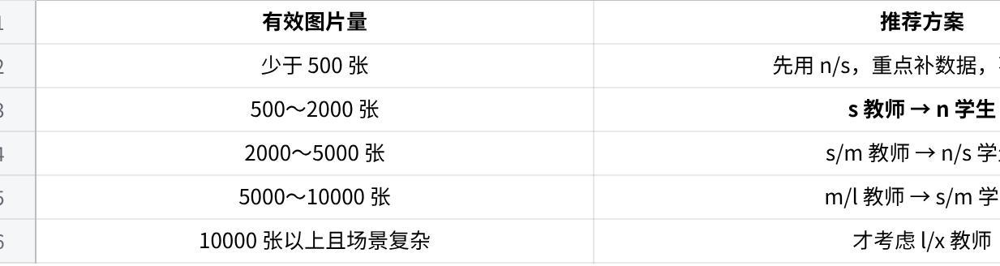 1 有效图片量 推荐方案
2 少于 500 张 先用 n/s，重点补数据，
3 500～2000 张 s 教师 → n 学生
4 2000～5000 张 s/m 教师 → n/s 学
5 5000～10000 张 m/l 教师 → s/m 学
6 10000 张以上且场景复杂 才考虑 l/x 教师